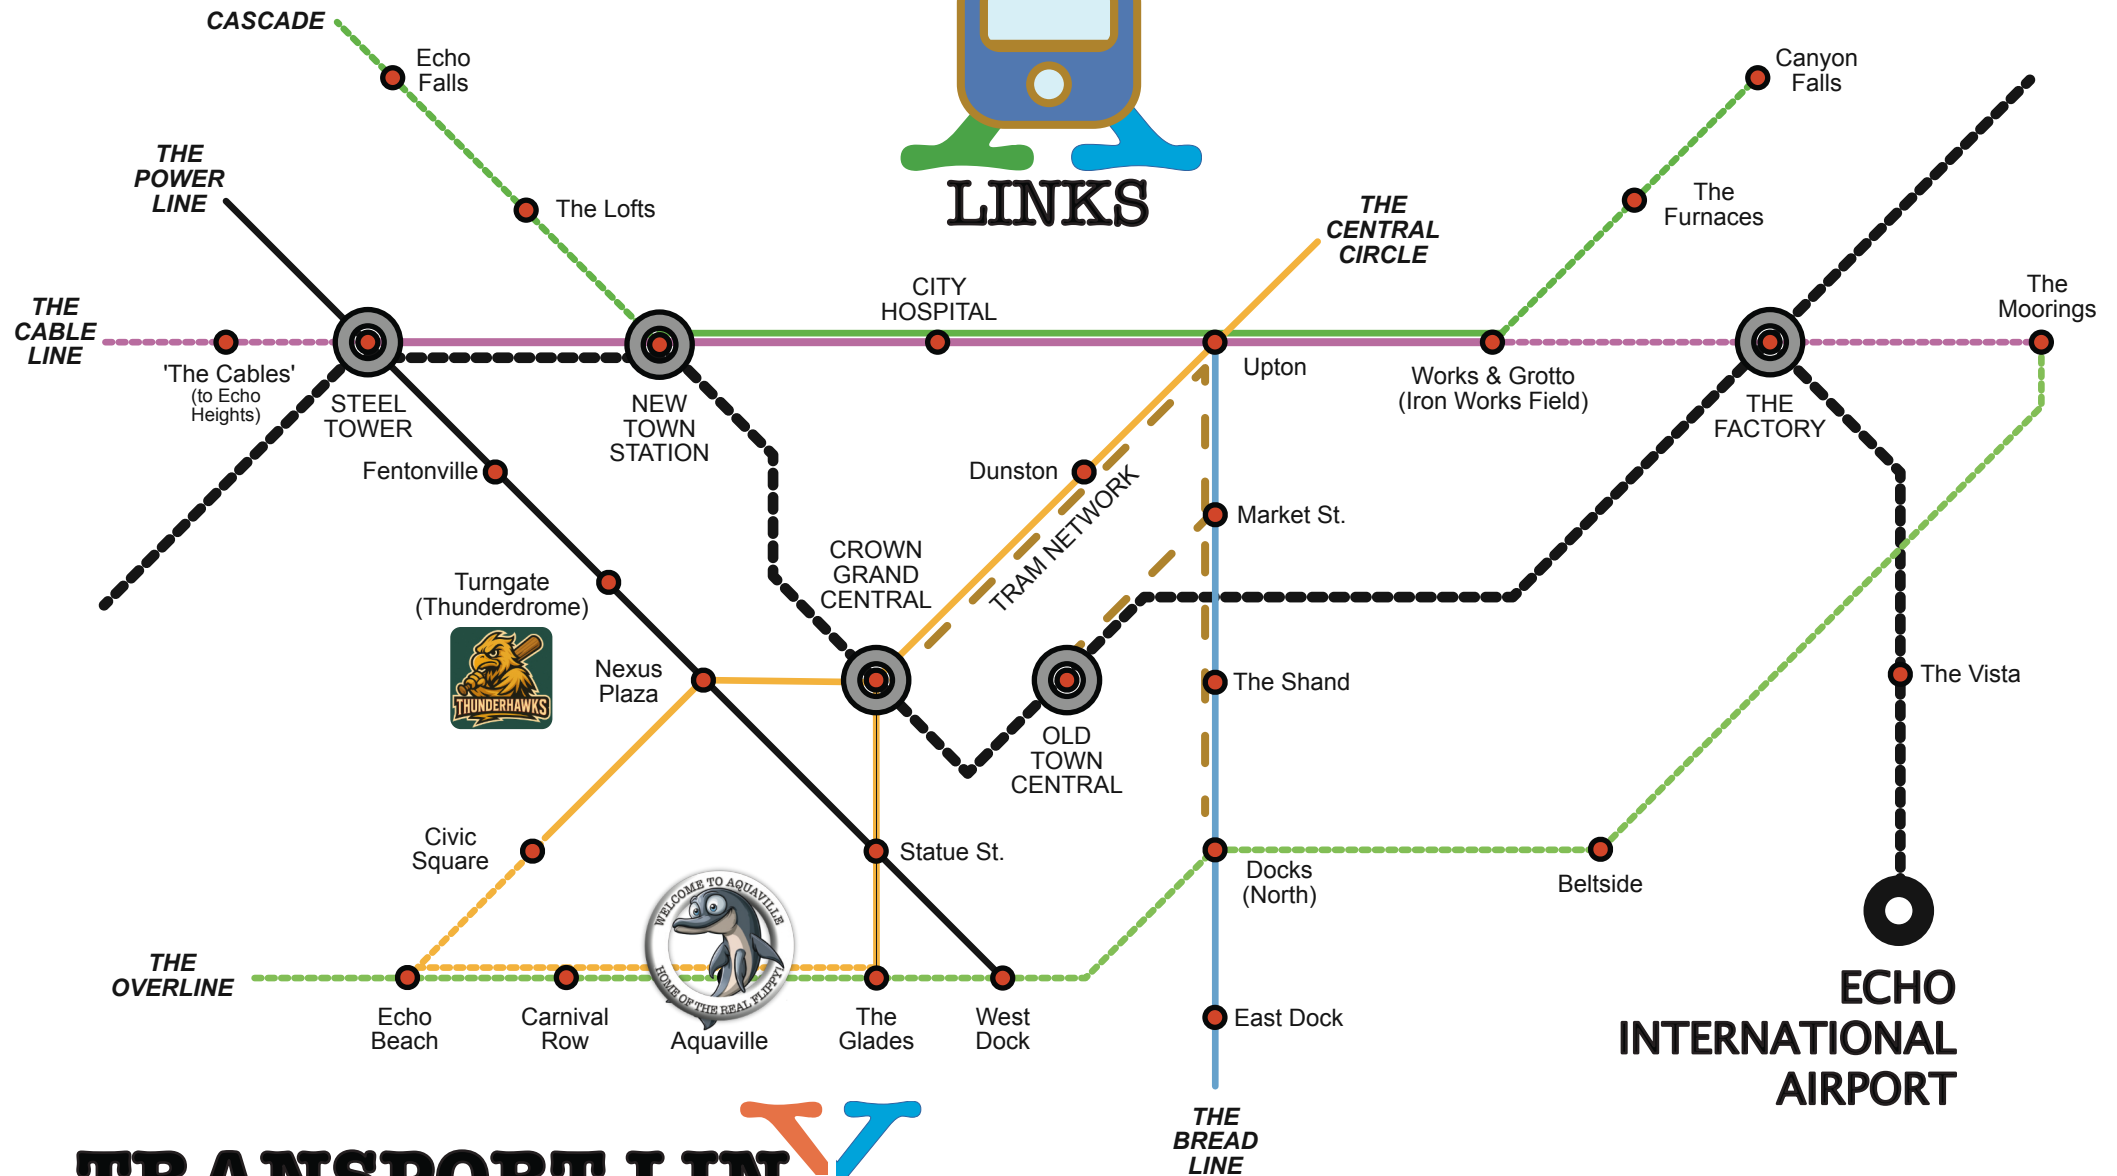 CASCADE
Echo
Falls
Canyon
Falls
THE
POWER
LINE
The Lofts
LINKS
THE
CENTRAL
CIRCLE
The
Furnaces
THE
CABLE
LINE
CITY
HOSPITAL
The
Moorings
'The Cables'
(to Echo
Heights)
STEEL
TOWER
NEW
TOWN
STATION
Upton
Works & Grotto
(Iron Works Field)
THE
FACTORY
Fentonville
Dunston
TRAM NETWORK
Market St.
CROWN
GRAND
CENTRAL
Turngate
(Thunderdrome)
THUNDERHAWKS
Nexus
Plaza
The Shand
The Vista
OLD
TOWN
CENTRAL
Civic
Square
Statue St.
Docks
(North)
Beltside
WELCOME TO AQUAVILLE
HOME OF THE REAL FLIPPY!
THE
OVERLINE
Echo
Beach
Carnival
Row
Aquaville
The
Glades
West
Dock
East Dock
ECHO
INTERNATIONAL
AIRPORT
THE
BREAD
LINE
TRANSPORT LIN